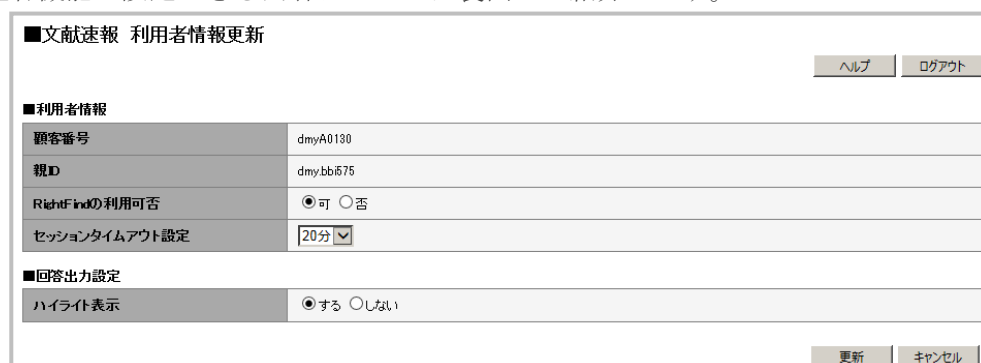 ■文献速報 利用者情報更新
ヘルプ ログアウト
■利用者情報
顧客番号 dmyA0130
親ID dmy.bbi575
RightFindの利用可否 ●可 ○否
セッションタイムアウト設定 20分
■回答出力設定
ハイライト表示 ●する ○しない
更新 キャンセル